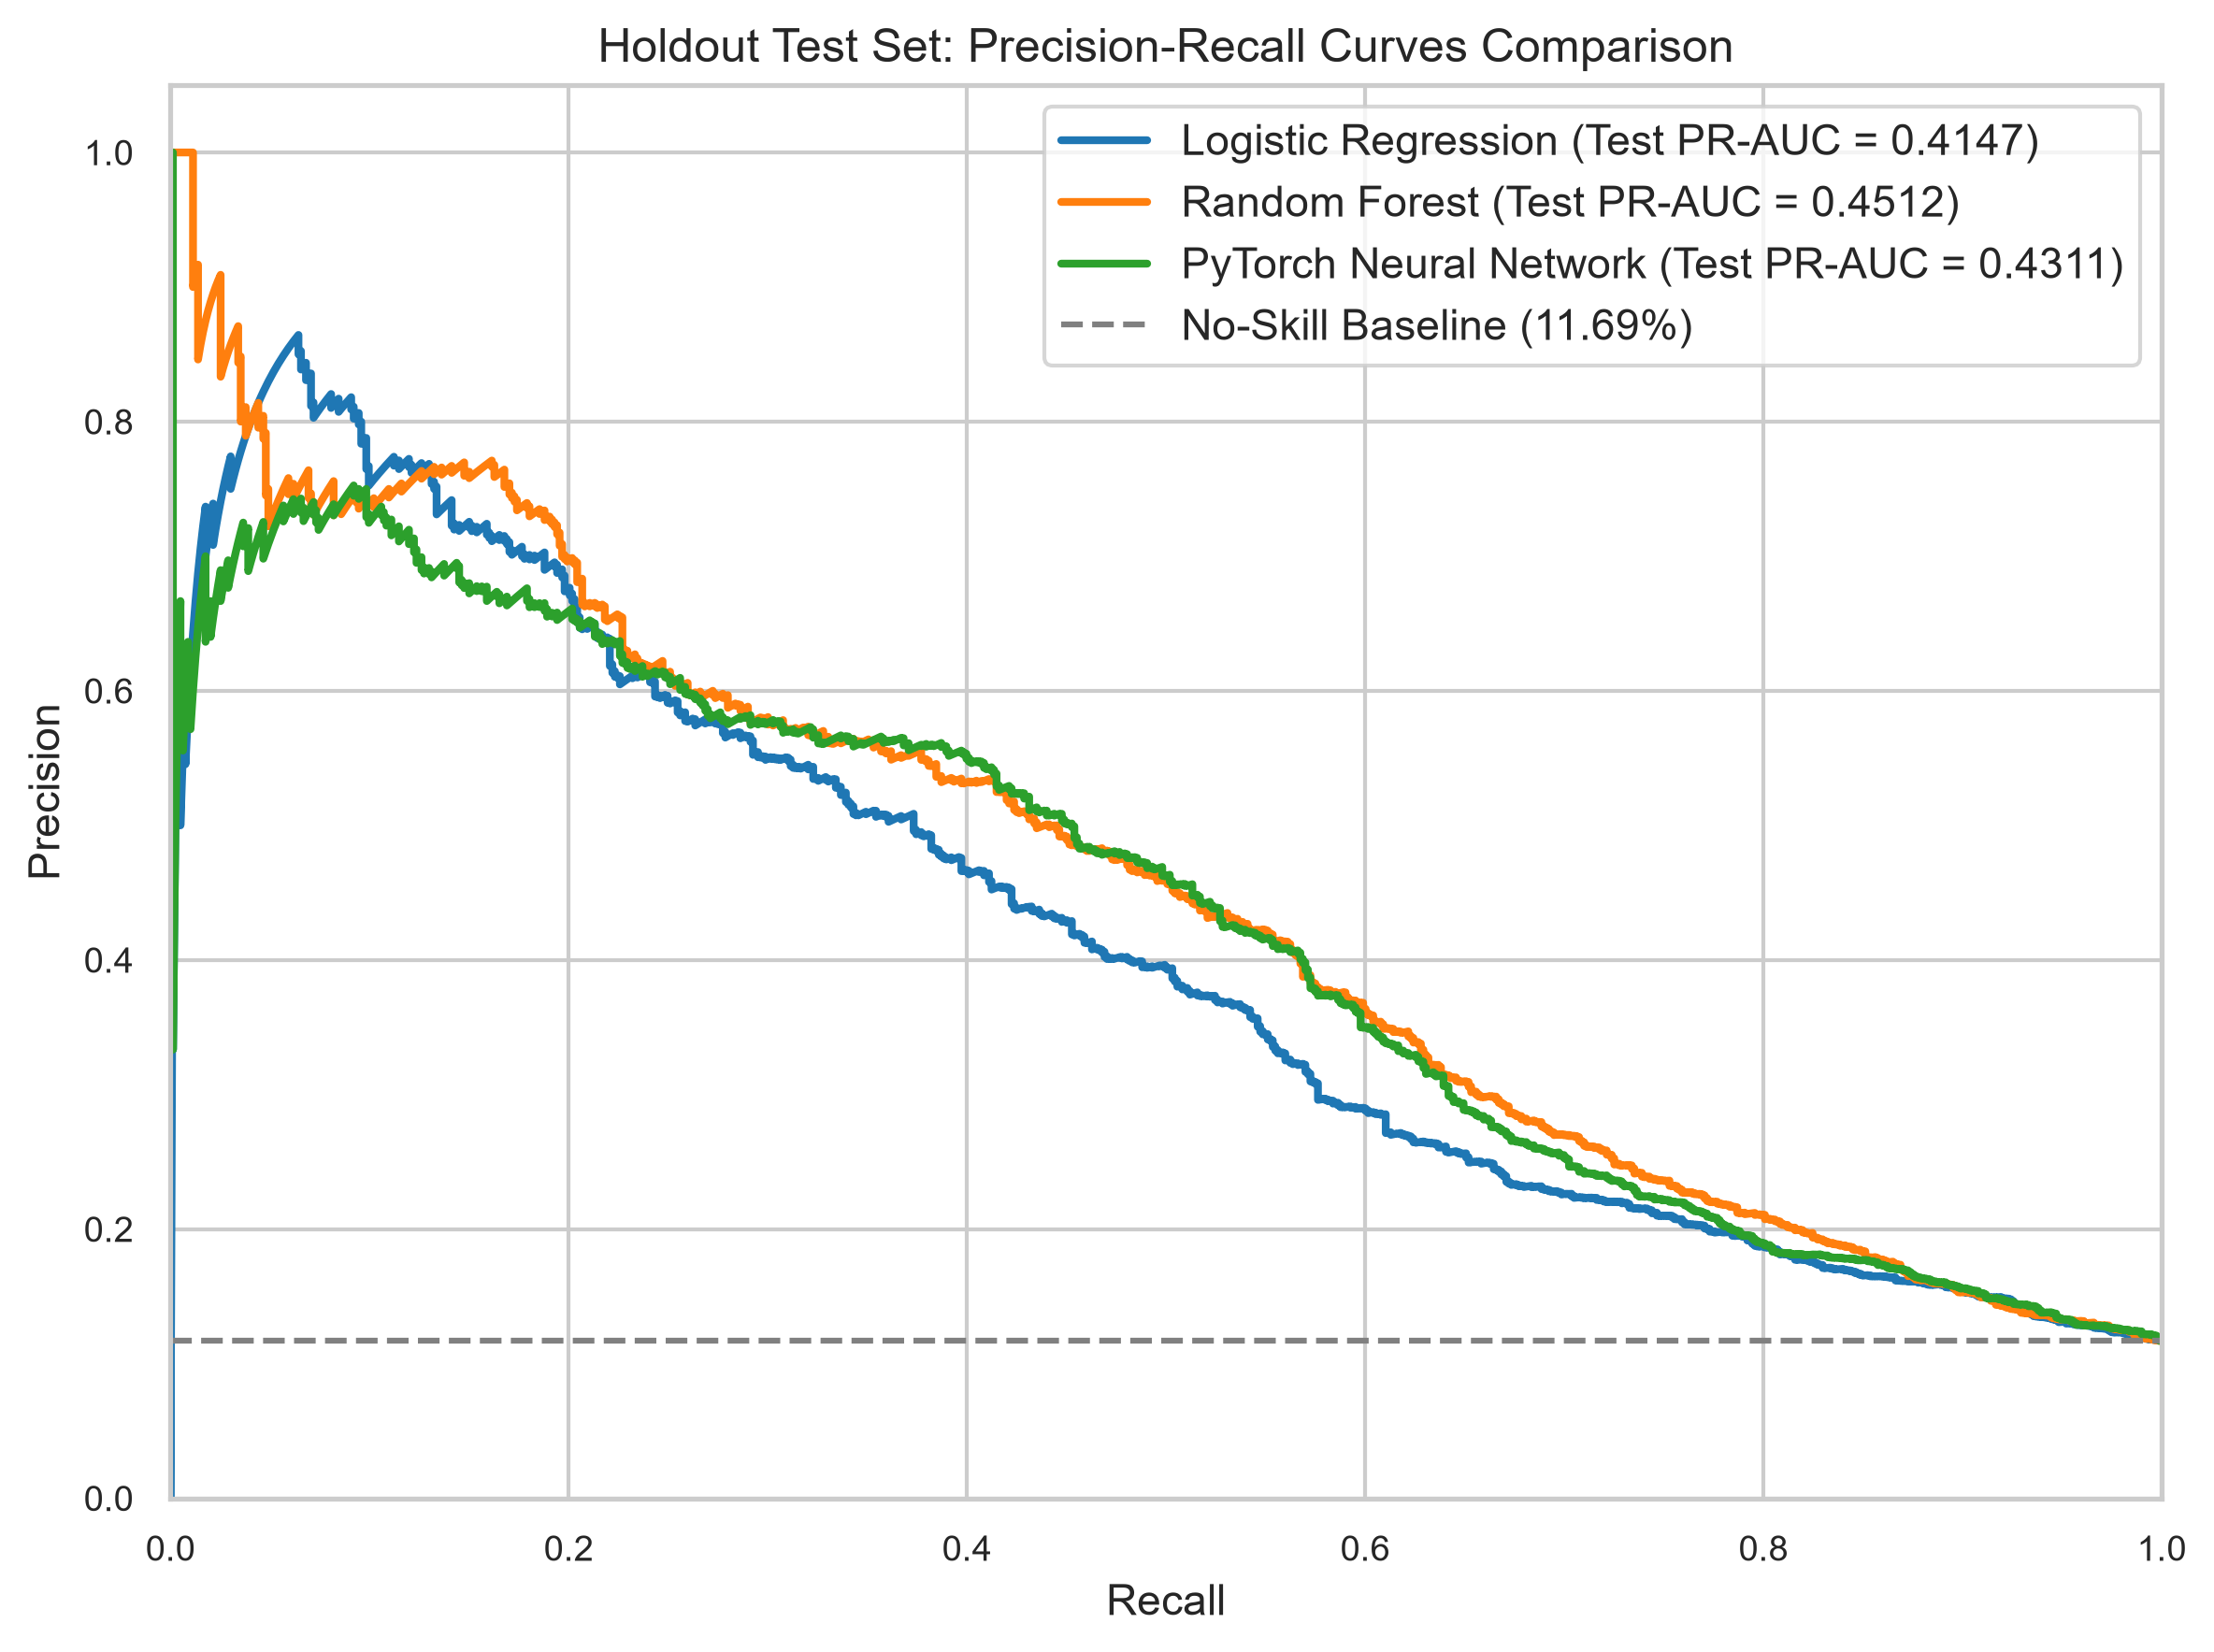 Holdout Test Set: Precision-Recall Curves Comparison
Logistic Regression (Test PR-AUC = 0.4147)
Random Forest (Test PR-AUC = 0.4512)
PyTorch Neural Network (Test PR-AUC = 0.4311)
No-Skill Baseline (11.69%)
1.0
0.8
0.6
0.4
0.2
0.0
Precision
0.0 0.2 0.4 0.6 0.8 1.0
Recall